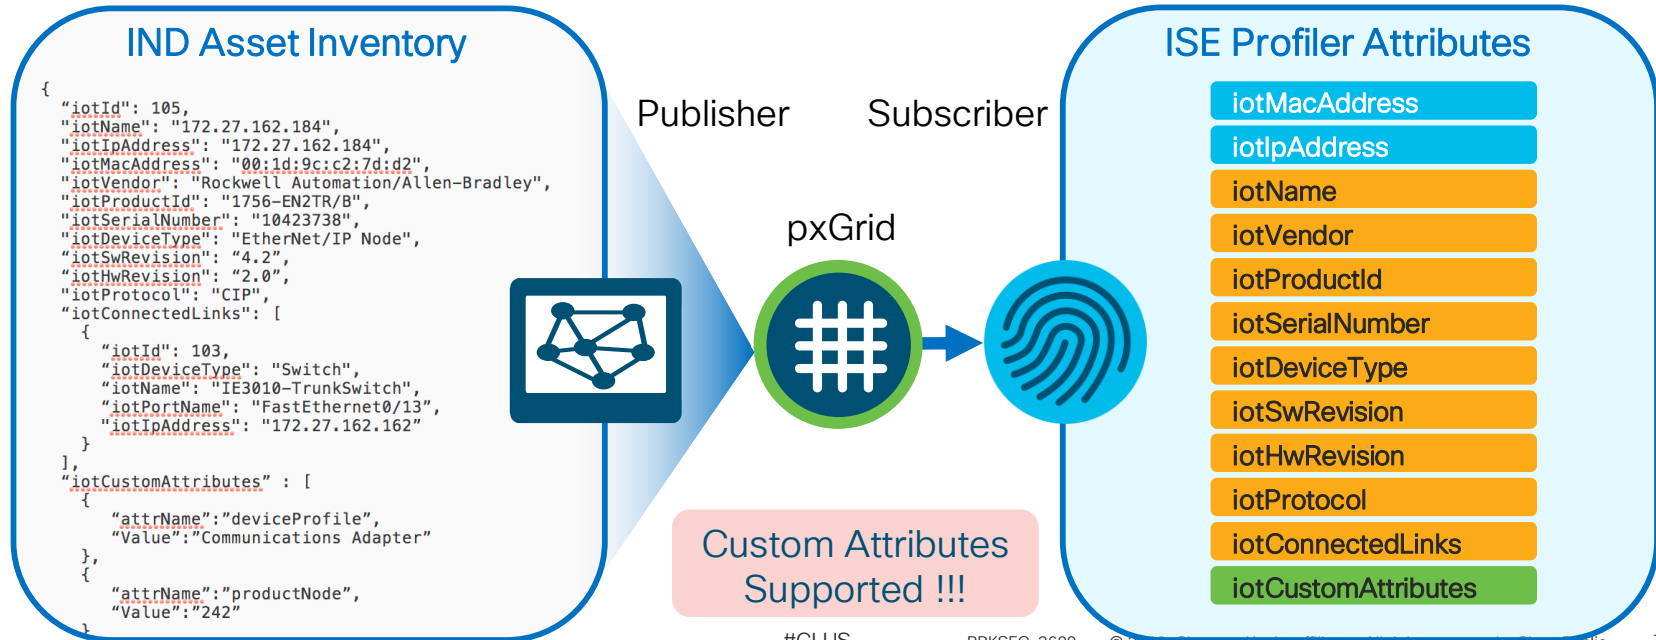 IND Asset Inventory
{
“iotId": 105,
"iotName": "172.27.162.184",
"iotIpAddress": "172.27.162.184",
"iotMacAddress": "00:1d:9c:c2:7d:d2",
"iotVendor": "Rockwell Automation/Allen-Bradley",
"iotProductId": "1756-EN2TR/B",
"iotSerialNumber": "10423738",
"iotDeviceType": "EtherNet/IP Node",
"iotSwRevision": “4.2”,
"iotHwRevision": “2.0”,
"iotProtocol": "CIP",
“iotConnectedLinks": [
{
“iotId": 103,
“iotDeviceType": "Switch",
“iotName": "IE3010-TrunkSwitch",
“iotPortName": "FastEthernet0/13”,
"iotIpAddress": "172.27.162.162”
}
],
“iotCustomAttributes” : [
{
“attrName”:”deviceProfile”,
“Value”:”Communications Adapter”
},
{
“attrName”:”productNode”,
“Value”:”242”
}
Publisher
Subscriber
pxGrid
Custom Attributes
Supported !!!
#CLUS
ISE Profiler Attributes
iotMacAddress
iotIpAddress
iotName
iotVendor
iotProductId
iotSerialNumber
iotDeviceType
iotSwRevision
iotHwRevision
iotProtocol
iotConnectedLinks
iotCustomAttributes